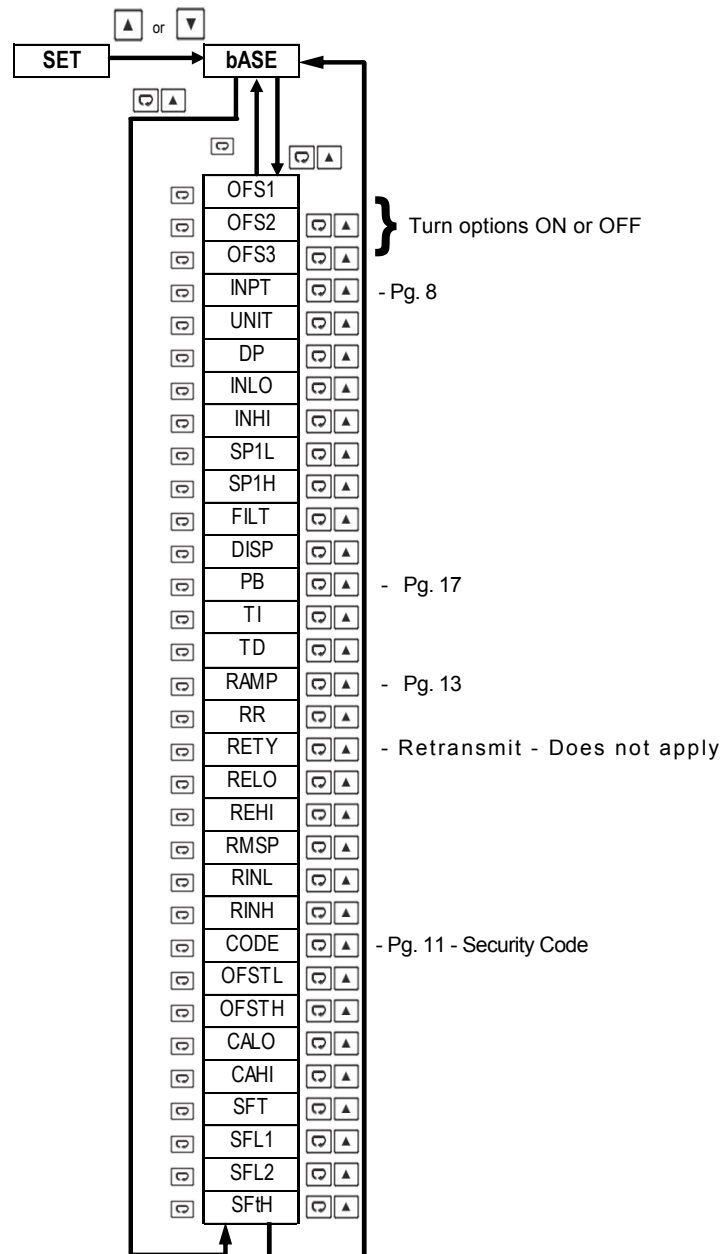 or
SET
bASE
OFS1
OFS2
} Turn options ON or OFF
OFS3
INPT - Pg. 8
UNIT
DP
INLO
INHI
SP1L
SP1H
FILT
DISP
PB - Pg. 17
TI
TD
RAMP - Pg. 13
RR
RETY - Retransmit - Does not apply
RELO
REHI
RMSP
RINL
RINH
CODE - Pg. 11 - Security Code
OFSTL
OFSTH
CALO
CAHI
SFT
SFL1
SFL2
SFtH